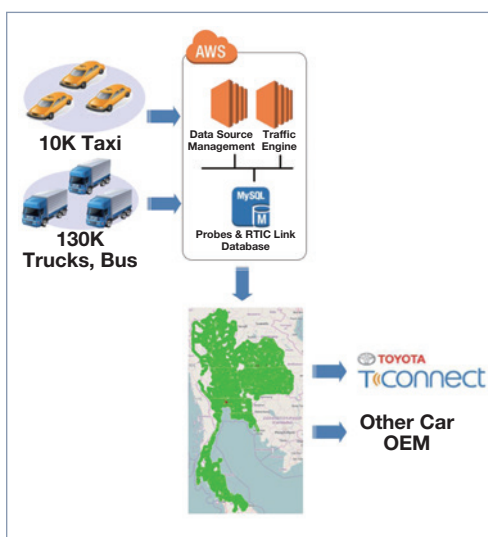 AWS
10K Taxi
Data Source
Management
Traffic
Engine
130K
Trucks, Bus
MySQL
M
Probes & RTIC Link
Database
TOYOTA
T-Connect
Other Car
OEM